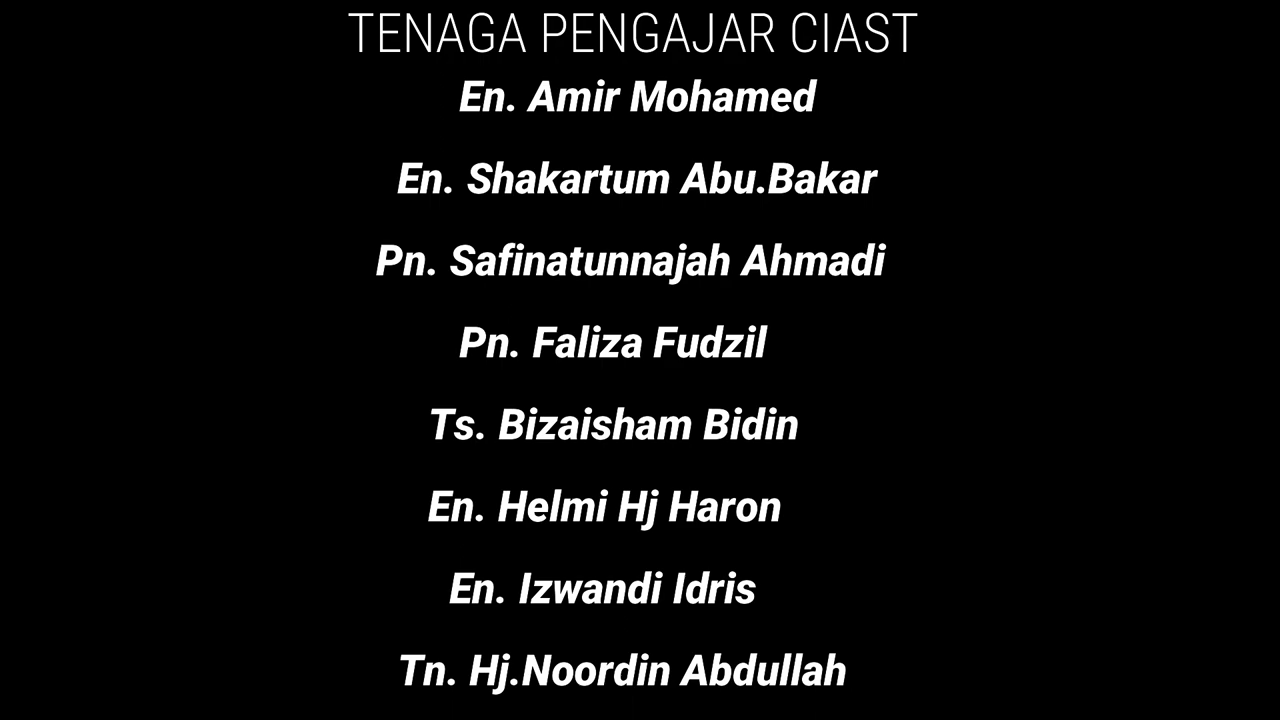 TENAGA PENGAJAR CIAST
En. Amir Mohamed
En. Shakartum Abu.Bakar
Pn. Safinatunnajah Ahmadi
Pn. Faliza Fudzil
Ts. Bizaisham Bidin
En. Helmi Hj Haron
En. Izwandi Idris
Tn. Hj.Noordin Abdullah